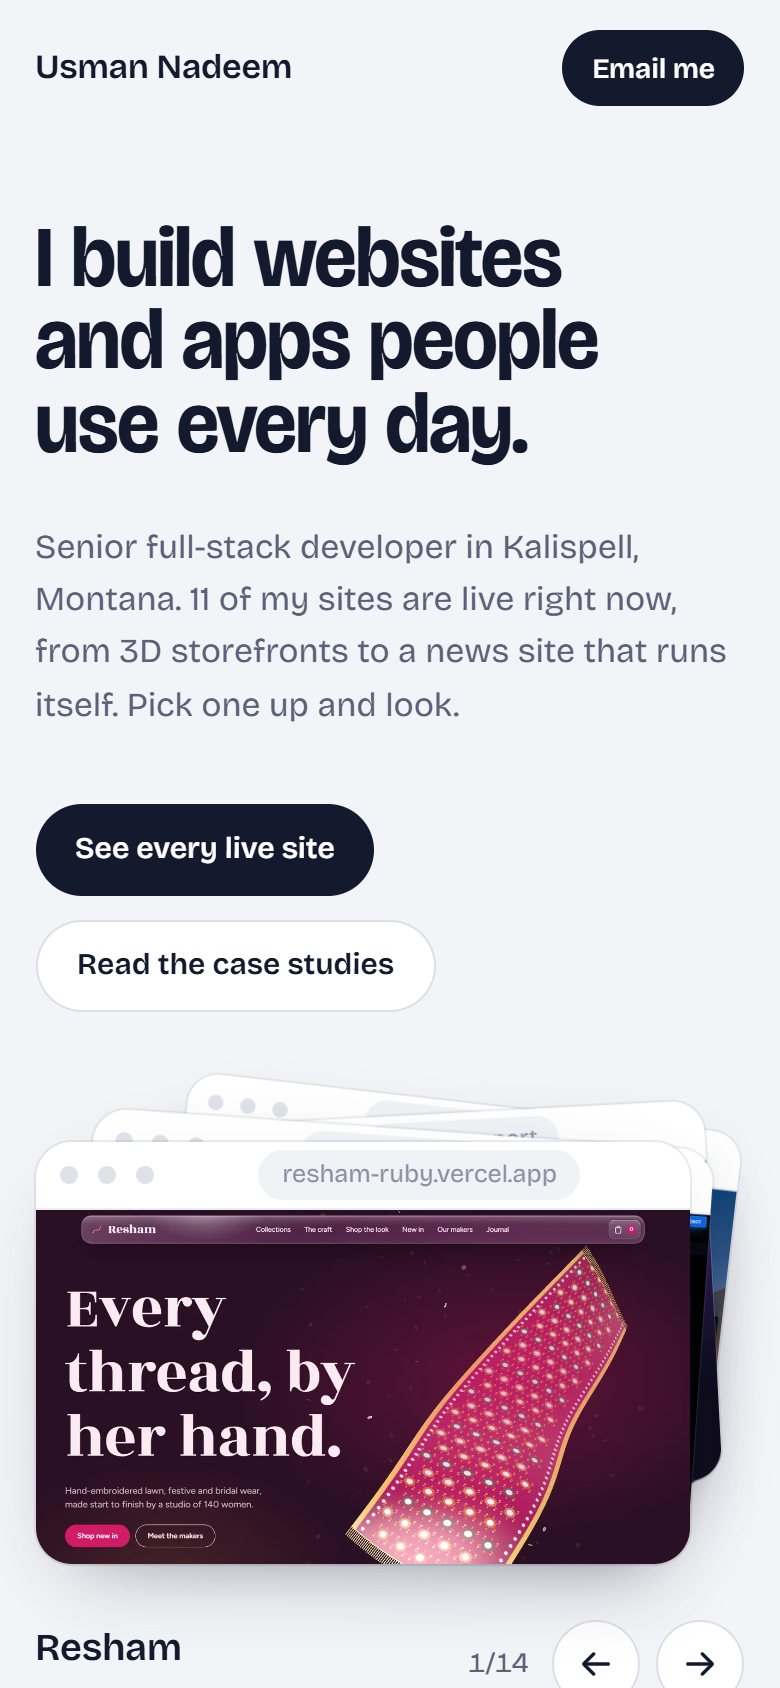 Usman Nadeem
Email me
I build websites
and apps people
use every day.
Senior full-stack developer in Kalispell,
Montana. 11 of my sites are live right now,
from 3D storefronts to a news site that runs
itself. Pick one up and look.
See every live site
Read the case studies
resham-ruby.vercel.app
Resham
Collections The craft Shop the look New in Our makers Journal
0
Every
thread, by
her hand.
Hand-embroidered lawn, festive and bridal wear,
made start to finish by a studio of 140 women.
Shop new in
Meet the makers
Resham
1/14